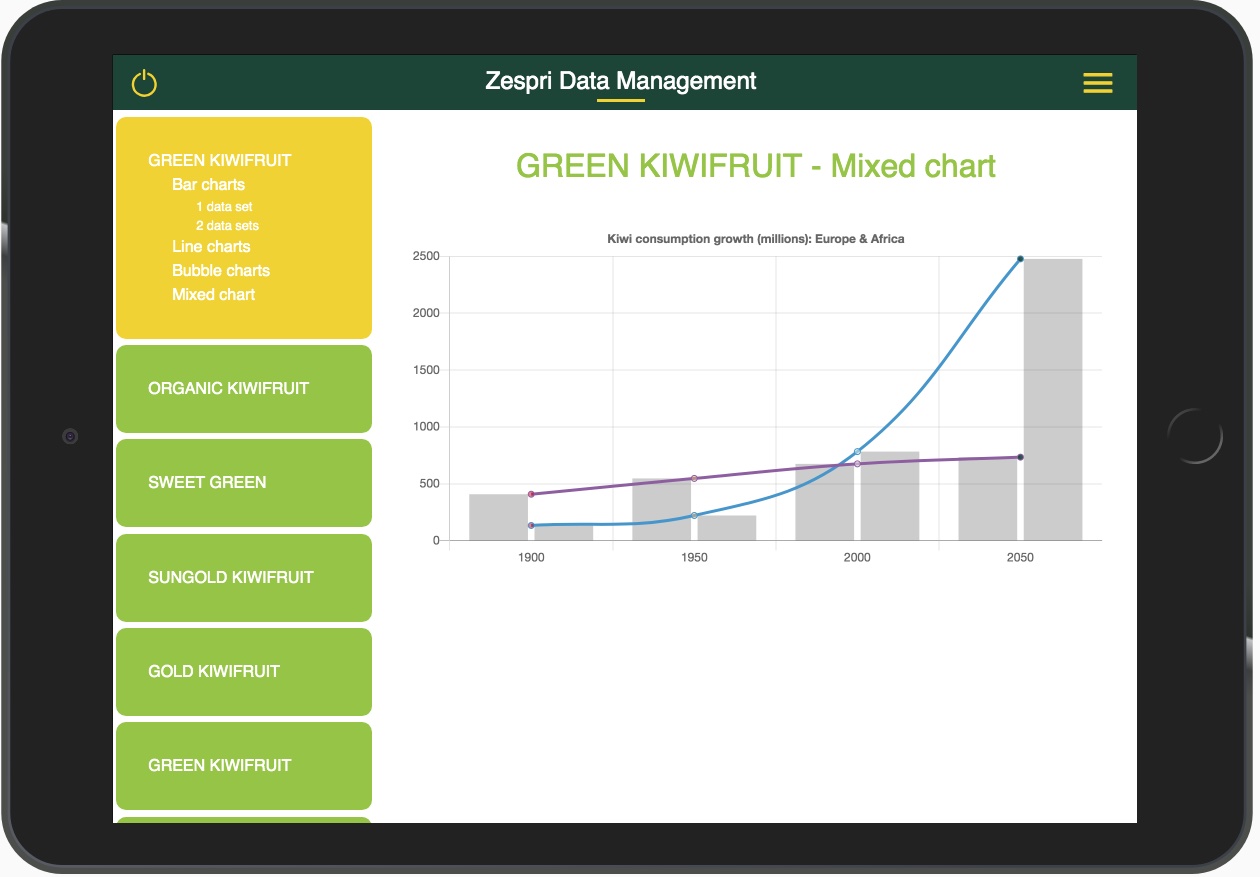 Zespri Data Management
GREEN KIWIFRUIT
Bar charts
1 data set
2 data sets
Line charts
Bubble charts
Mixed chart
ORGANIC KIWIFRUIT
SWEET GREEN
SUNGOLD KIWIFRUIT
GOLD KIWIFRUIT
GREEN KIWIFRUIT
GREEN KIWIFRUIT - Mixed chart
Kiwi consumption growth (millions): Europe & Africa
2500
2000
1500
1000
500
0
1900 1950 2000 2050